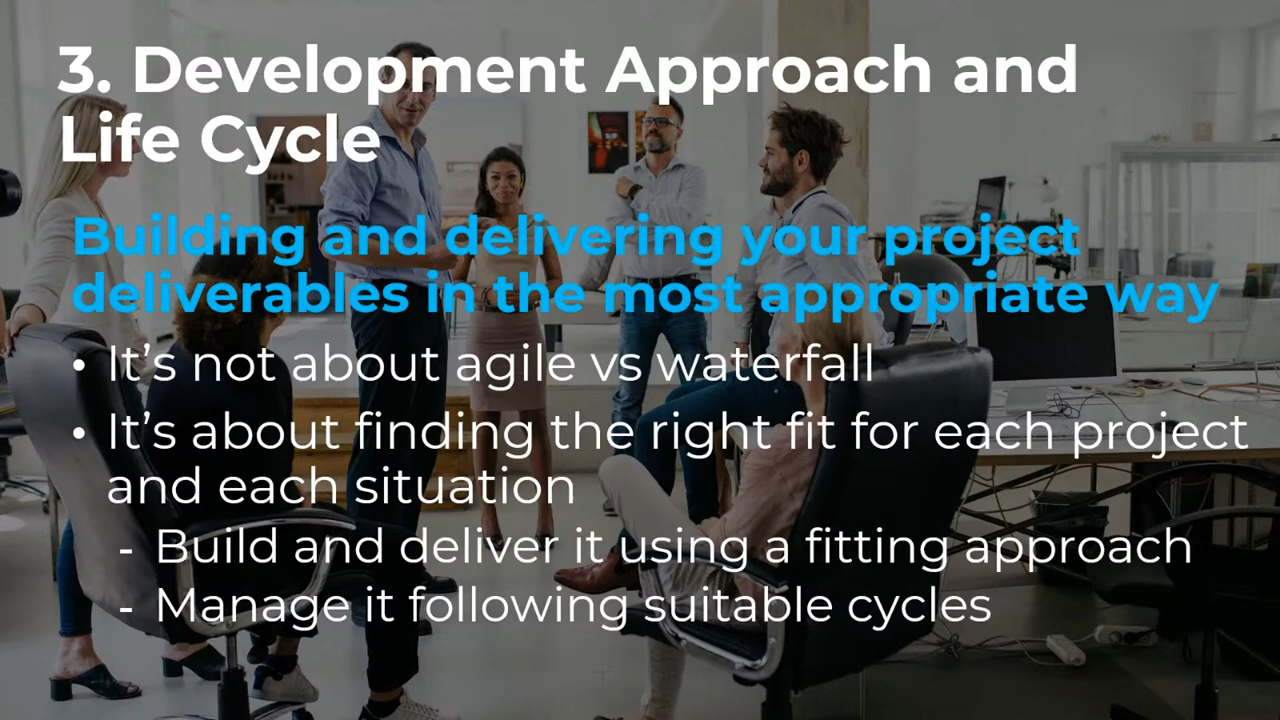 3. Development Approach and
Life Cycle
Building and delivering your project
deliverables in the most appropriate way
• It’s not about agile vs waterfall
• It’s about finding the right fit for each project
and each situation
- Build and deliver it using a fitting approach
- Manage it following suitable cycles